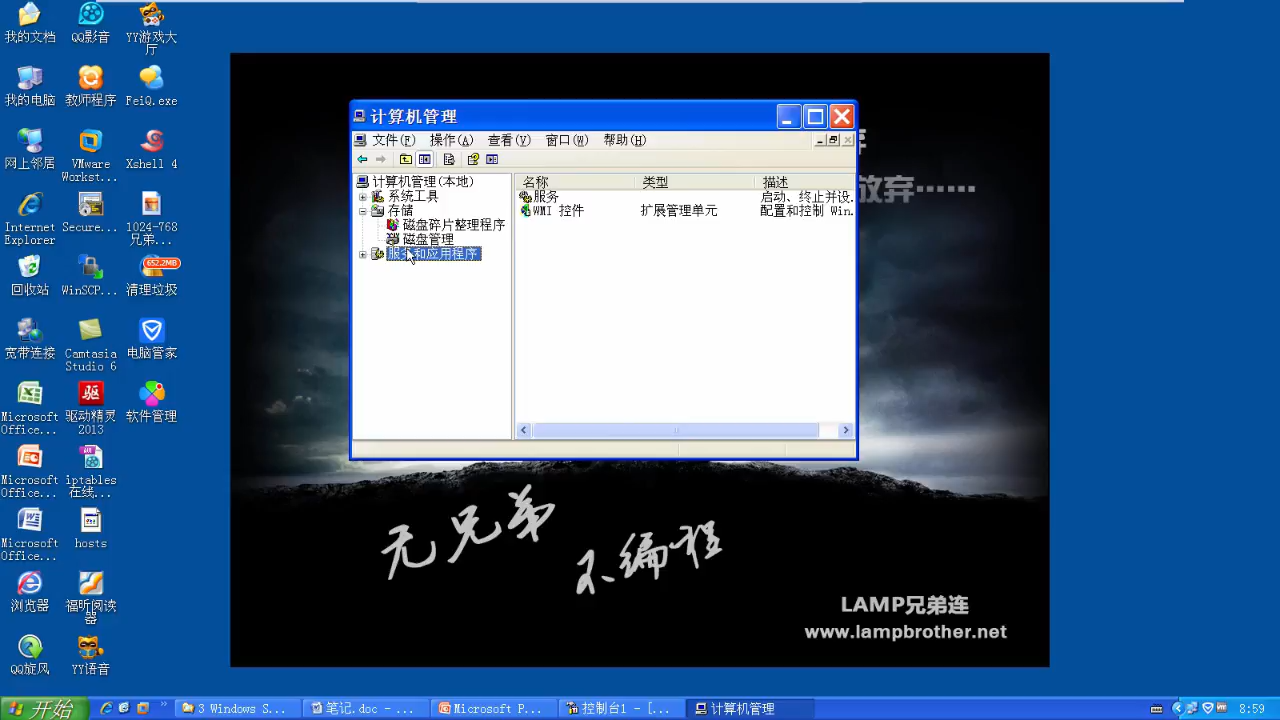 我的文档
QQ影音
YY游戏大
厅
我的电脑
教师程序
FeiQ.exe
网上邻居
VMware
Workst...
Xshell 4
Internet
Explorer
Secure...
1024-768
兄弟...
回收站
WinSCP...
652.2MB
清理垃圾
宽带连接
Camtasia
Studio 6
电脑管家
Microsoft
Office...
驱动精灵
2013
软件管理
Microsoft
Office...
iptables
在线...
Microsoft
Office...
hosts
浏览器
福昕阅读
器
QQ旋风
YY语音
计算机管理
文件(F) 操作(A) 查看(V) 窗口(W) 帮助(H)
计算机管理(本地)
系统工具
存储
磁盘碎片整理程序
磁盘管理
服务和应用程序
名称 类型 描述
服务 启动、终止并设.
WMI 控件 扩展管理单元 配置和控制 Win.
放弃······
无兄弟
不编程
LAMP兄弟连
www.lampbrother.net
开始
3 Windows S...
笔记.doc - ...
Microsoft P...
控制台1 - [...
计算机管理
8:59